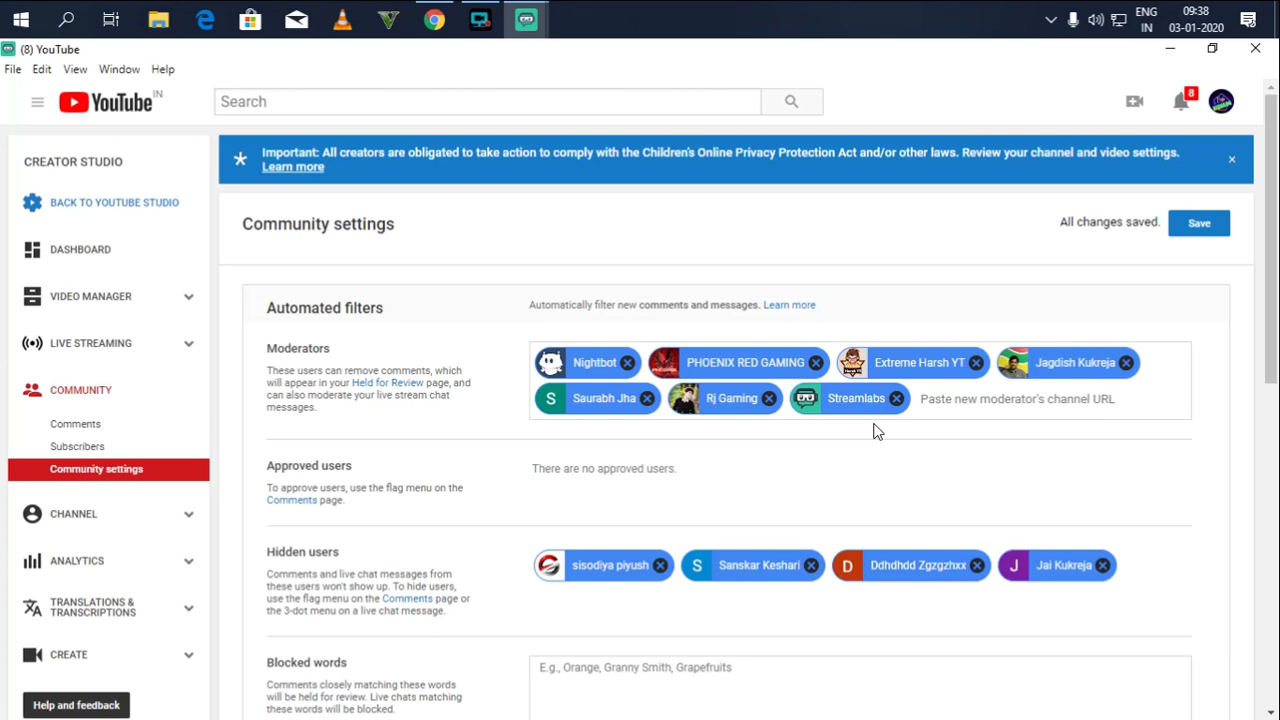 ENG
IN
09:38
03-01-2020
(8) YouTube
File Edit View Window Help
YouTube IN
Search
8
CREATOR STUDIO
BACK TO YOUTUBE STUDIO
DASHBOARD
VIDEO MANAGER
LIVE STREAMING
COMMUNITY
Comments
Subscribers
Community settings
CHANNEL
ANALYTICS
TRANSLATIONS &
TRANSCRIPTIONS
CREATE
Help and feedback
Important: All creators are obligated to take action to comply with the Children's Online Privacy Protection Act and/or other laws. Review your channel and video settings.
Learn more
Community settings
All changes saved.
Save
Automated filters
Automatically filter new comments and messages. Learn more
Moderators
These users can remove comments, which
will appear in your Held for Review page, and
can also moderate your live stream chat
messages.
Nightbot PHOENIX RED GAMING Extreme Harsh YT Jagdish Kukreja
S Saurabh Jha Rj Gaming Streamlabs Paste new moderator's channel URL
Approved users
To approve users, use the flag menu on the
Comments page.
There are no approved users.
Hidden users
Comments and live chat messages from
these users won't show up. To hide users,
use the flag menu on the Comments page or
the 3-dot menu on a live chat message.
sisodiya piyush S Sanskar Keshari D Ddhdhdd Zgzgzhxx J Jai Kukreja
Blocked words
Comments closely matching these words
will be held for review. Live chats matching
these words will be blocked.
E.g., Orange, Granny Smith, Grapefruits